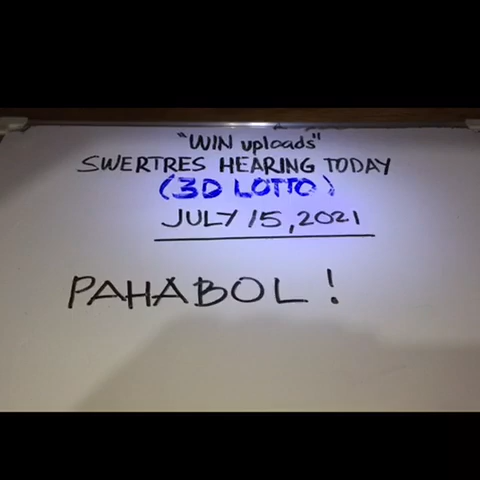 "WIN uploads"
SWERTRES HEARING TODAY
(3D LOTTO)
JULY 15, 2021
PAHABOL!